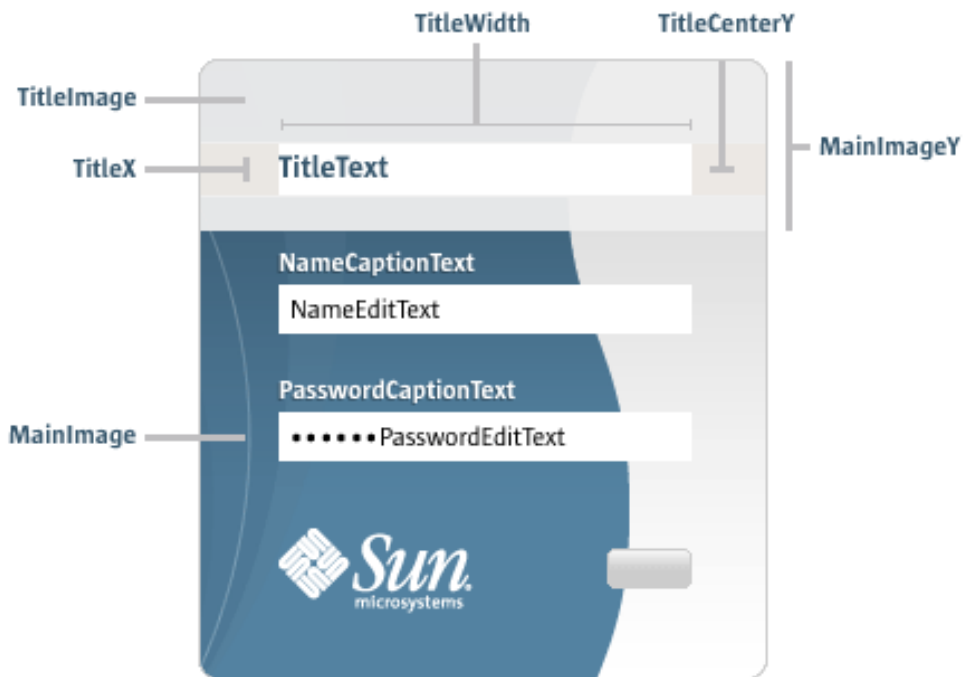 TitleWidth
TitleCenterY
TitleImage
MainImageY
TitleX
TitleText
NameCaptionText
NameEditText
PasswordCaptionText
MainImage
••••••PasswordEditText
Sun
microsystems